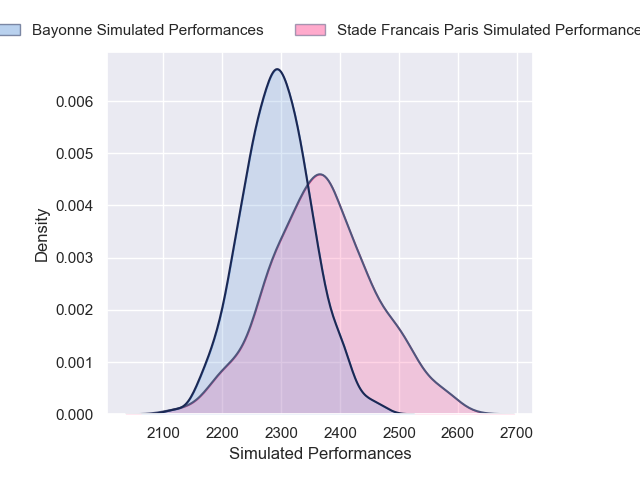 Bayonne Simulated Performances
Stade Francais Paris Simulated Performance
0.006
0.005
0.004
0.003
0.002
0.001
0.000
Density
2100 2200 2300 2400 2500 2600 2700
Simulated Performances